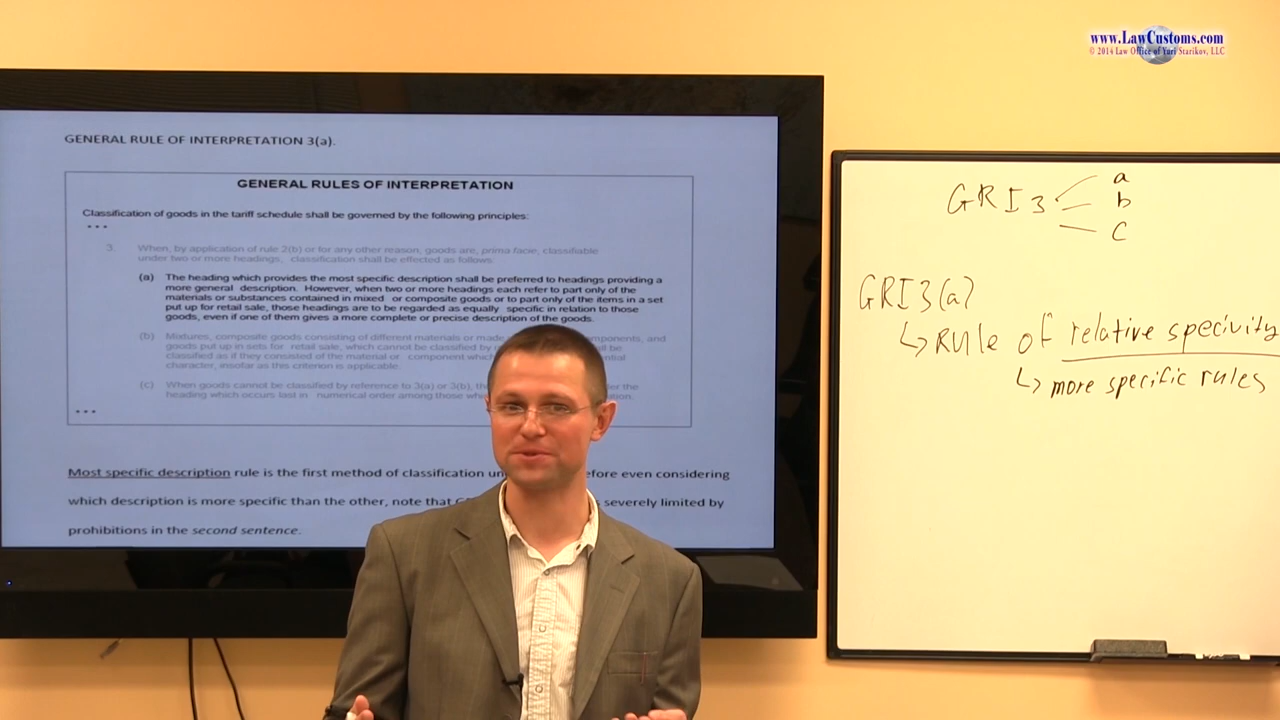 www.LawCustoms.com
© 2014 Law Office of Yuri Starikov, LLC
GENERAL RULE OF INTERPRETATION 3(a).
GENERAL RULES OF INTERPRETATION
Classification of goods in the tariff schedule shall be governed by the following principles:
• • •
3. When, by application of rule 2(b) or for any other reason, goods are, prima facie, classifiable
under two or more headings, classification shall be effected as follows:
(a) The heading which provides the most specific description shall be preferred to headings providing a
more general description. However, when two or more headings each refer to part only of the
materials or substances contained in mixed or composite goods or to part only of the items in a set
put up for retail sale, those headings are to be regarded as equally specific in relation to those
goods, even if one of them gives a more complete or precise description of the goods.
(b) Mixtures, composite goods consisting of different materials or made omponents, and
goods put up in sets for retail sale, which cannot be classified by
classified as if they consisted of the material or component
character, insofar as this criterion is applicable.
(c) When goods cannot be classified by reference to 3(a) or 3(b),
heading which occurs last in numerical order among those
• • •
Most specific description rule is the first method of classification efore even considering
which description is more specific than the other, note that severely limited by
prohibitions in the second sentence.
GRI 3
a
b
c
GRI 3(a)
↳ Rule of relative specivity
↳ more specific rules